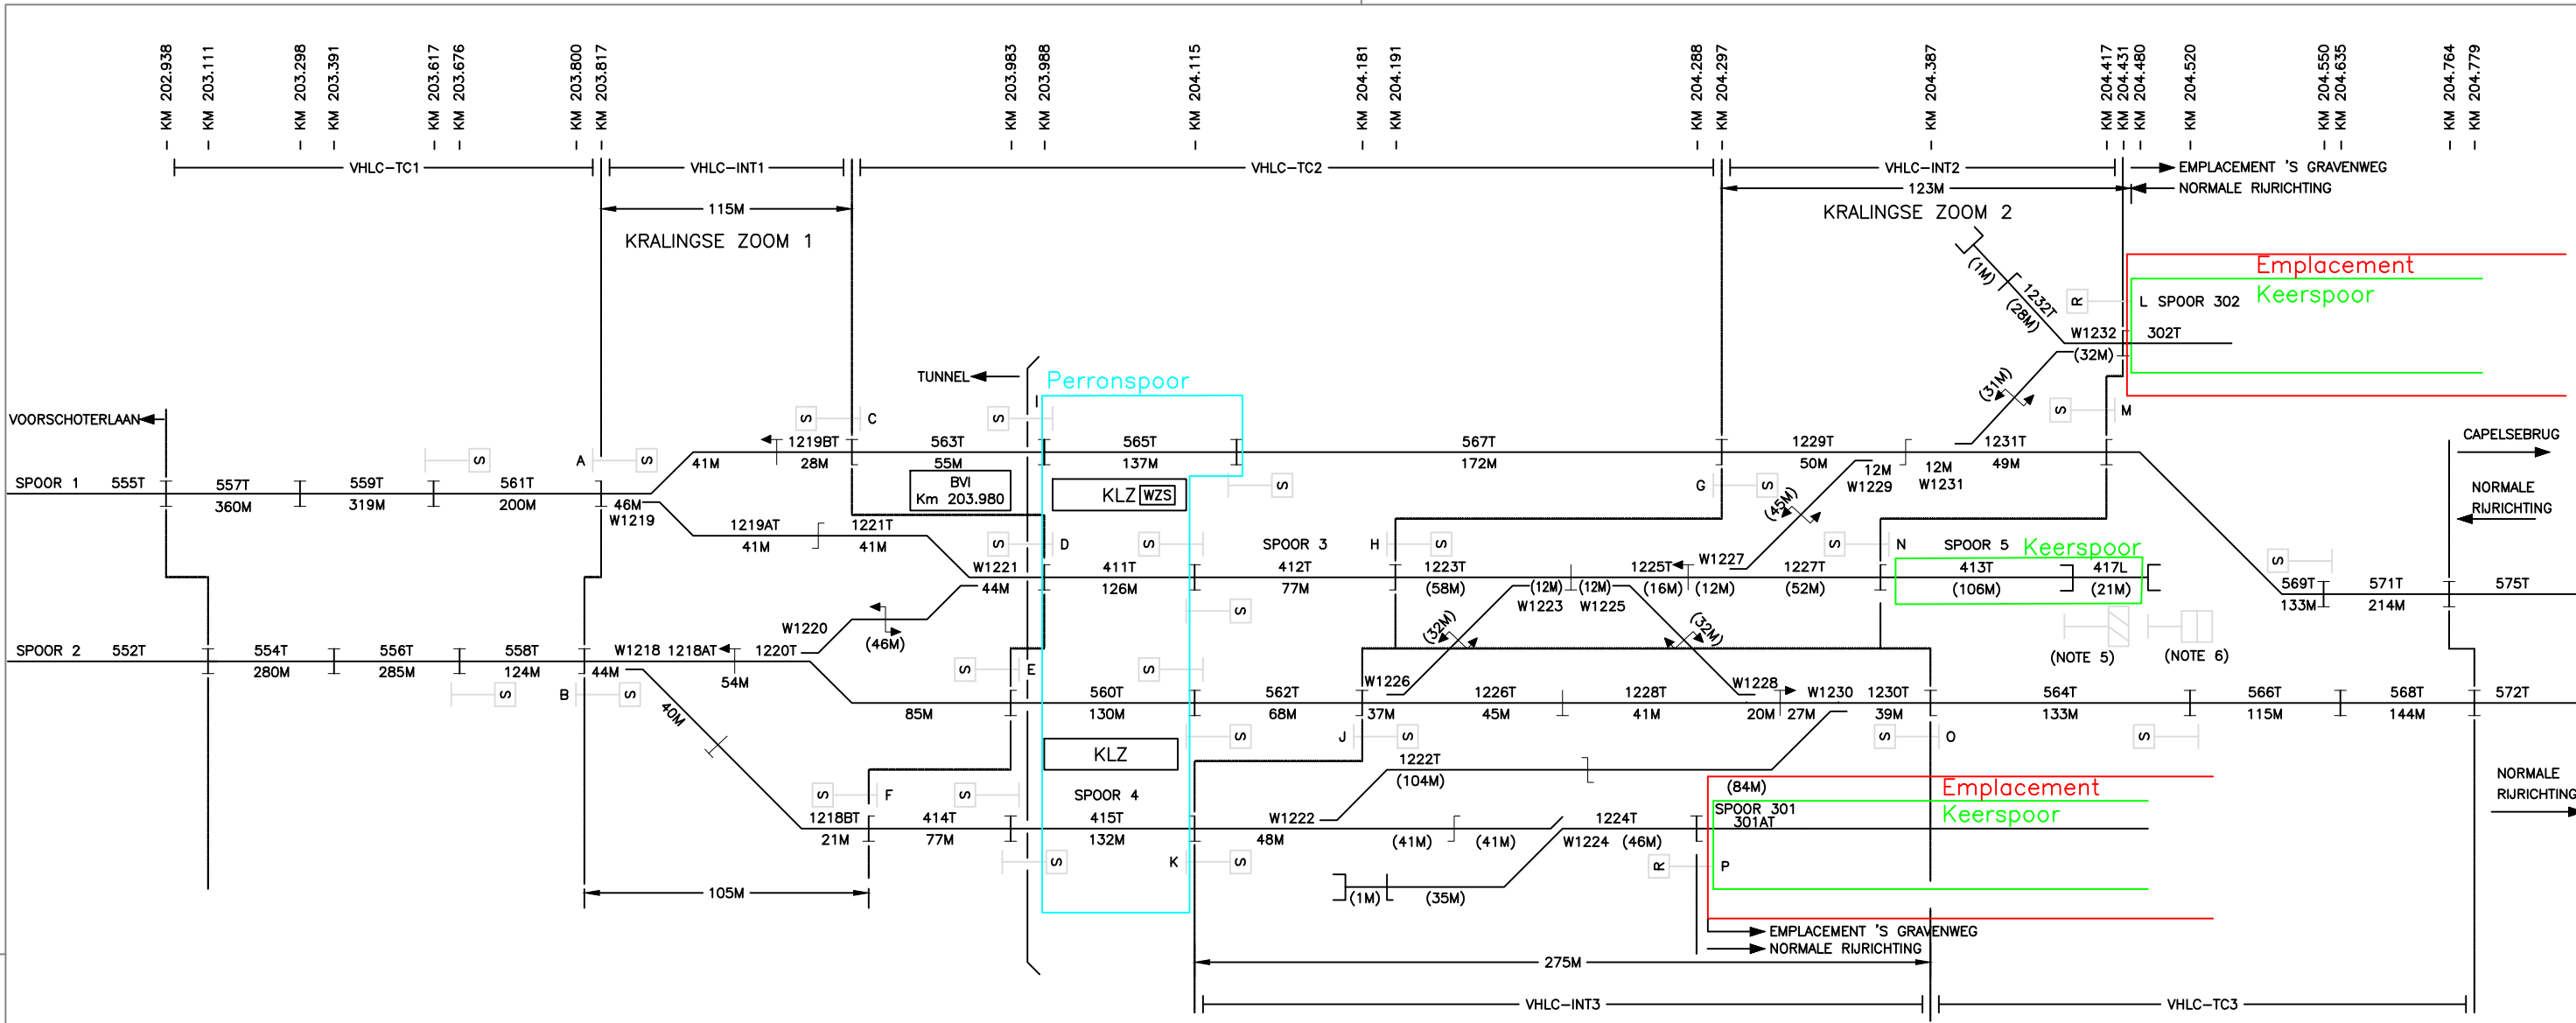 KM 202.938
KM 203.111
KM 203.298
KM 203.391
KM 203.617
KM 203.676
KM 203.800
KM 203.817
KM 203.983
KM 203.988
KM 204.115
KM 204.181
KM 204.191
KM 204.288
KM 204.297
KM 204.387
KM 204.417
KM 204.431
KM 204.480
KM 204.520
KM 204.550
KM 204.635
KM 204.764
KM 204.779
VHLC-TC1
VHLC-INT1
VHLC-TC2
VHLC-INT2
EMPLACEMENT 'S GRAVENWEG
123M
NORMALE RIJRICHTING
115M
KRALINGSE ZOOM 1
KRALINGSE ZOOM 2
(1M)
1232T
(28M)
Emplacement
Keerspoor
R
L SPOOR 302
W1232
302T
(32M)
(31M)
TUNNEL
Perronspoor
VOORSCHOTERLAAN
S
C
S
S
M
CAPELSEBRUG
1219BT
563T
565T
567T
1229T
1231T
41M
28M
55M
137M
172M
50M
12M
W1229
12M
W1231
49M
S
A
S
SPOOR 1
555T
557T
559T
561T
360M
319M
200M
46M
W1219
BVI
Km 203.980
KLZ
WZS
S
G
S
(45M)
NORMALE
RIJRICHTING
1219AT
1221T
41M
41M
S
D
S
SPOOR 3
H
S
S
N
SPOOR 5
Keerspoor
W1221
44M
411T
412T
1223T
1225T
W1227
1227T
413T
417L
126M
77M
(58M)
(12M)
(12M)
(16M)
(12M)
(52M)
(106M)
(21M)
W1223
W1225
S
569T
571T
575T
133M
214M
S
(32M)
(32M)
(NOTE 5)
(NOTE 6)
W1220
(46M)
SPOOR 2
552T
554T
556T
558T
W1218
1218AT
1220T
280M
285M
124M
44M
54M
S
B
S
S
E
S
W1226
1226T
1228T
W1228
W1230
1230T
560T
562T
564T
566T
568T
572T
85M
130M
68M
37M
45M
41M
20M
27M
39M
133M
115M
144M
40M
S
J
S
S
O
S
KLZ
1222T
(104M)
(84M)
NORMALE
RIJRICHTING
S
F
S
SPOOR 4
Emplacement
Keerspoor
SPOOR 301
301AT
1218BT
414T
415T
W1222
1224T
21M
77M
132M
48M
(41M)
(41M)
W1224
(46M)
S
K
S
R
P
105M
(1M)
(35M)
EMPLACEMENT 'S GRAVENWEG
NORMALE RIJRICHTING
275M
VHLC-INT3
VHLC-TC3